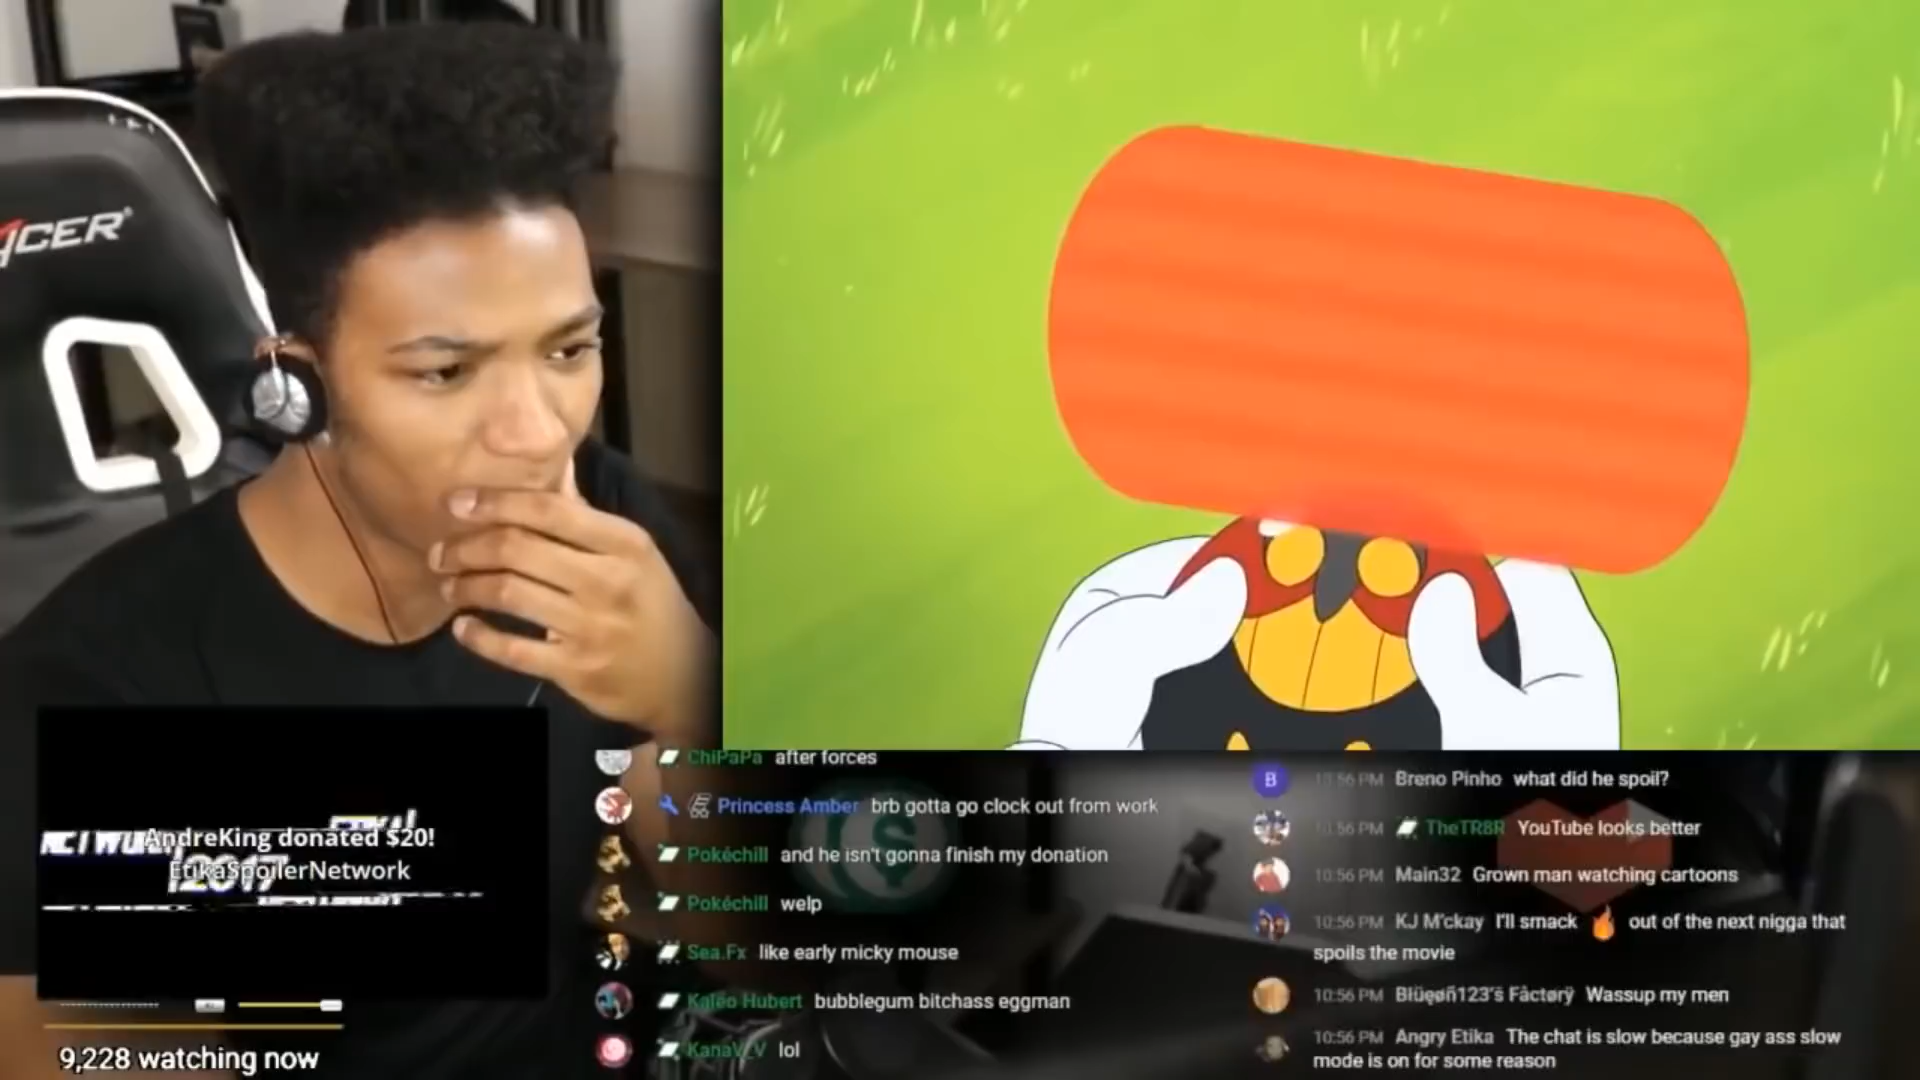 ACER
AndreKing donated $20!
EtikaSpoilerNetwork
2017
9,228 watching now
ChiPaPa after forces
Princess Amber brb gotta go clock out from work
Pokéchill and he isn't gonna finish my donation
Pokéchill welp
Sea.Fx like early micky mouse
Kaleo Hubert bubblegum bitchass eggman
KanaV_V lol
10:56 PM Breno Pinho what did he spoil?
10:56 PM TheTR8R YouTube looks better
10:56 PM Main32 Grown man watching cartoons
10:56 PM KJ M'ckay I'll smack 🔥 out of the next nigga that
spoils the movie
10:56 PM Błüęøñ123's Fåctørÿ Wassup my men
10:56 PM Angry Etika The chat is slow because gay ass slow
mode is on for some reason